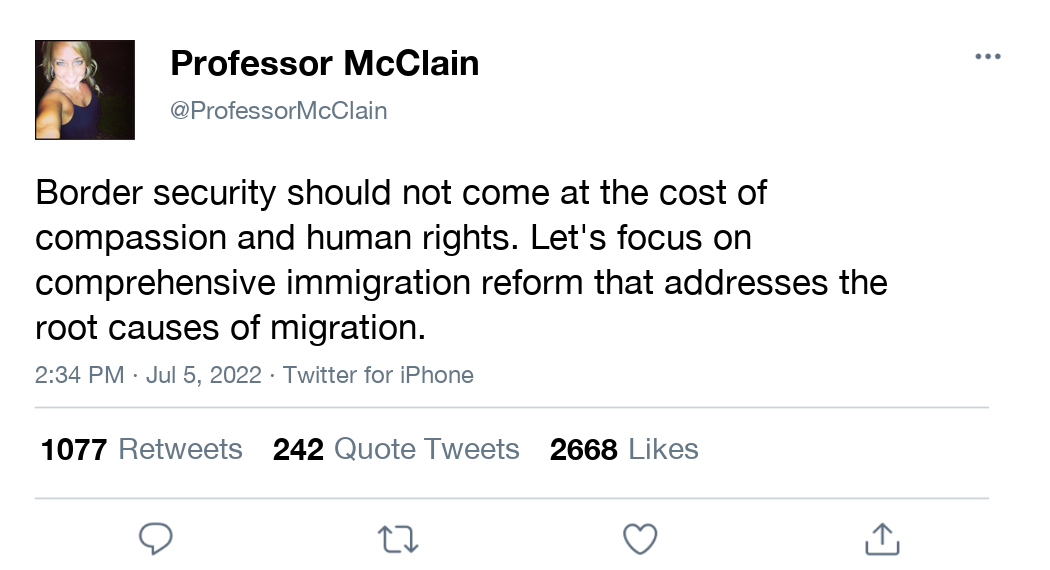 Professor McClain
@ProfessorMcClain
Border security should not come at the cost of
compassion and human rights. Let's focus on
comprehensive immigration reform that addresses the
root causes of migration.
2:34 PM · Jul 5, 2022 · Twitter for iPhone
1077 Retweets 242 Quote Tweets 2668 Likes